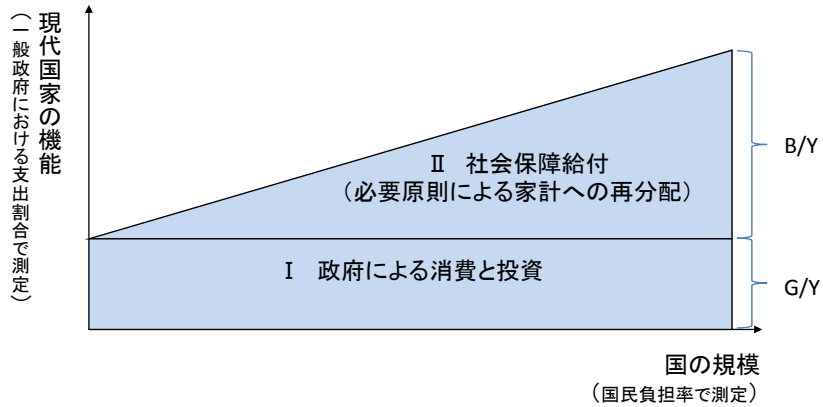 現代国家の機能
（一般政府における支出割合で測定）
Ⅱ　社会保障給付
（必要原則による家計への再分配）
B/Y
Ⅰ　政府による消費と投資
G/Y
国の規模
（国民負担率で測定）